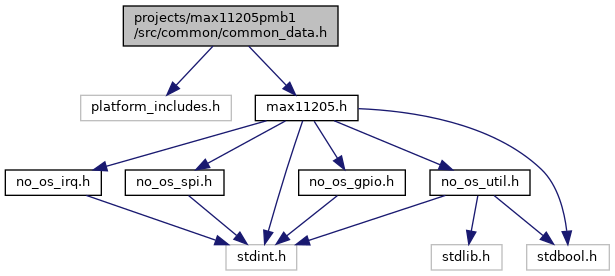 projects/max11205pmb1
/src/common/common_data.h
platform_includes.h
max11205.h
no_os_irq.h
no_os_spi.h
no_os_gpio.h
no_os_util.h
stdint.h
stdlib.h
stdbool.h